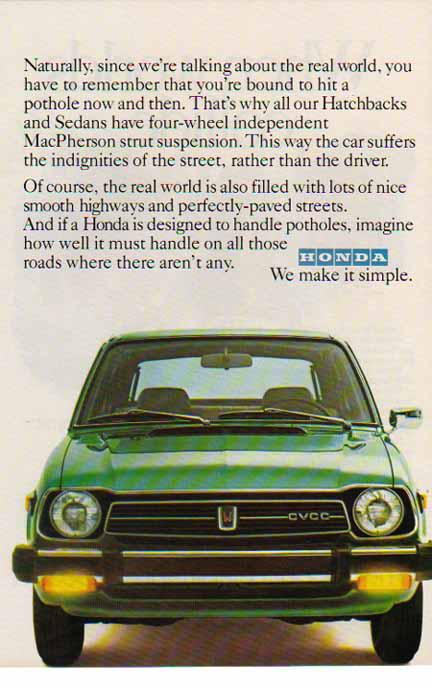 Naturally, since we're talking about the real world, you
have to remember that you're bound to hit a
pothole now and then. That's why all our Hatchbacks
and Sedans have four-wheel independent
MacPherson strut suspension. This way the car suffers
the indignities of the street, rather than the driver.
Of course, the real world is also filled with lots of nice
smooth highways and perfectly-paved streets.
And if a Honda is designed to handle potholes, imagine
how well it must handle on all those
roads where there aren't any.
HONDA
We make it simple.
CVCC